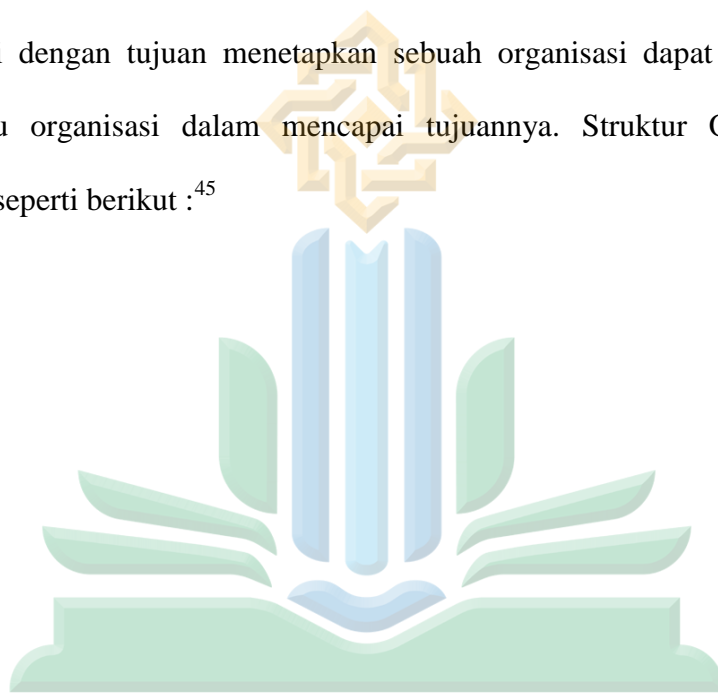 dengan tujuan menetapkan sebuah organisasi dapat
organisasi dalam mencapai tujuannya. Struktur
seperti berikut :45